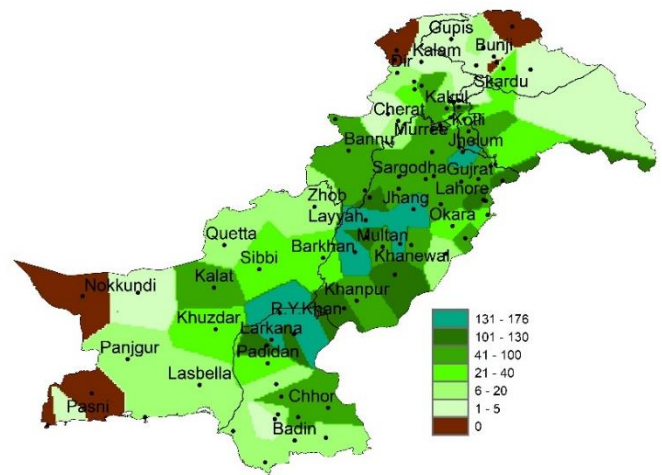 Gupis
Kalam
Bunji
Dir
Skardu
Kakul
Cherat
Kotli
Murree
Bannu
Jhelum
Sargodha
Gujrat
Lahore
Zhob
Jhang
Layyah
Okara
Quetta
Multan
Barkhan
Khanewal
Sibbi
Nokkundi
Kalat
Khanpur
R.Y.Khan
Khuzdar
Larkana
Panjgur
Padidan
Lasbella
Pasni
Chhor
Badin
131 - 176
101 - 130
41 - 100
21 - 40
6 - 20
1 - 5
0